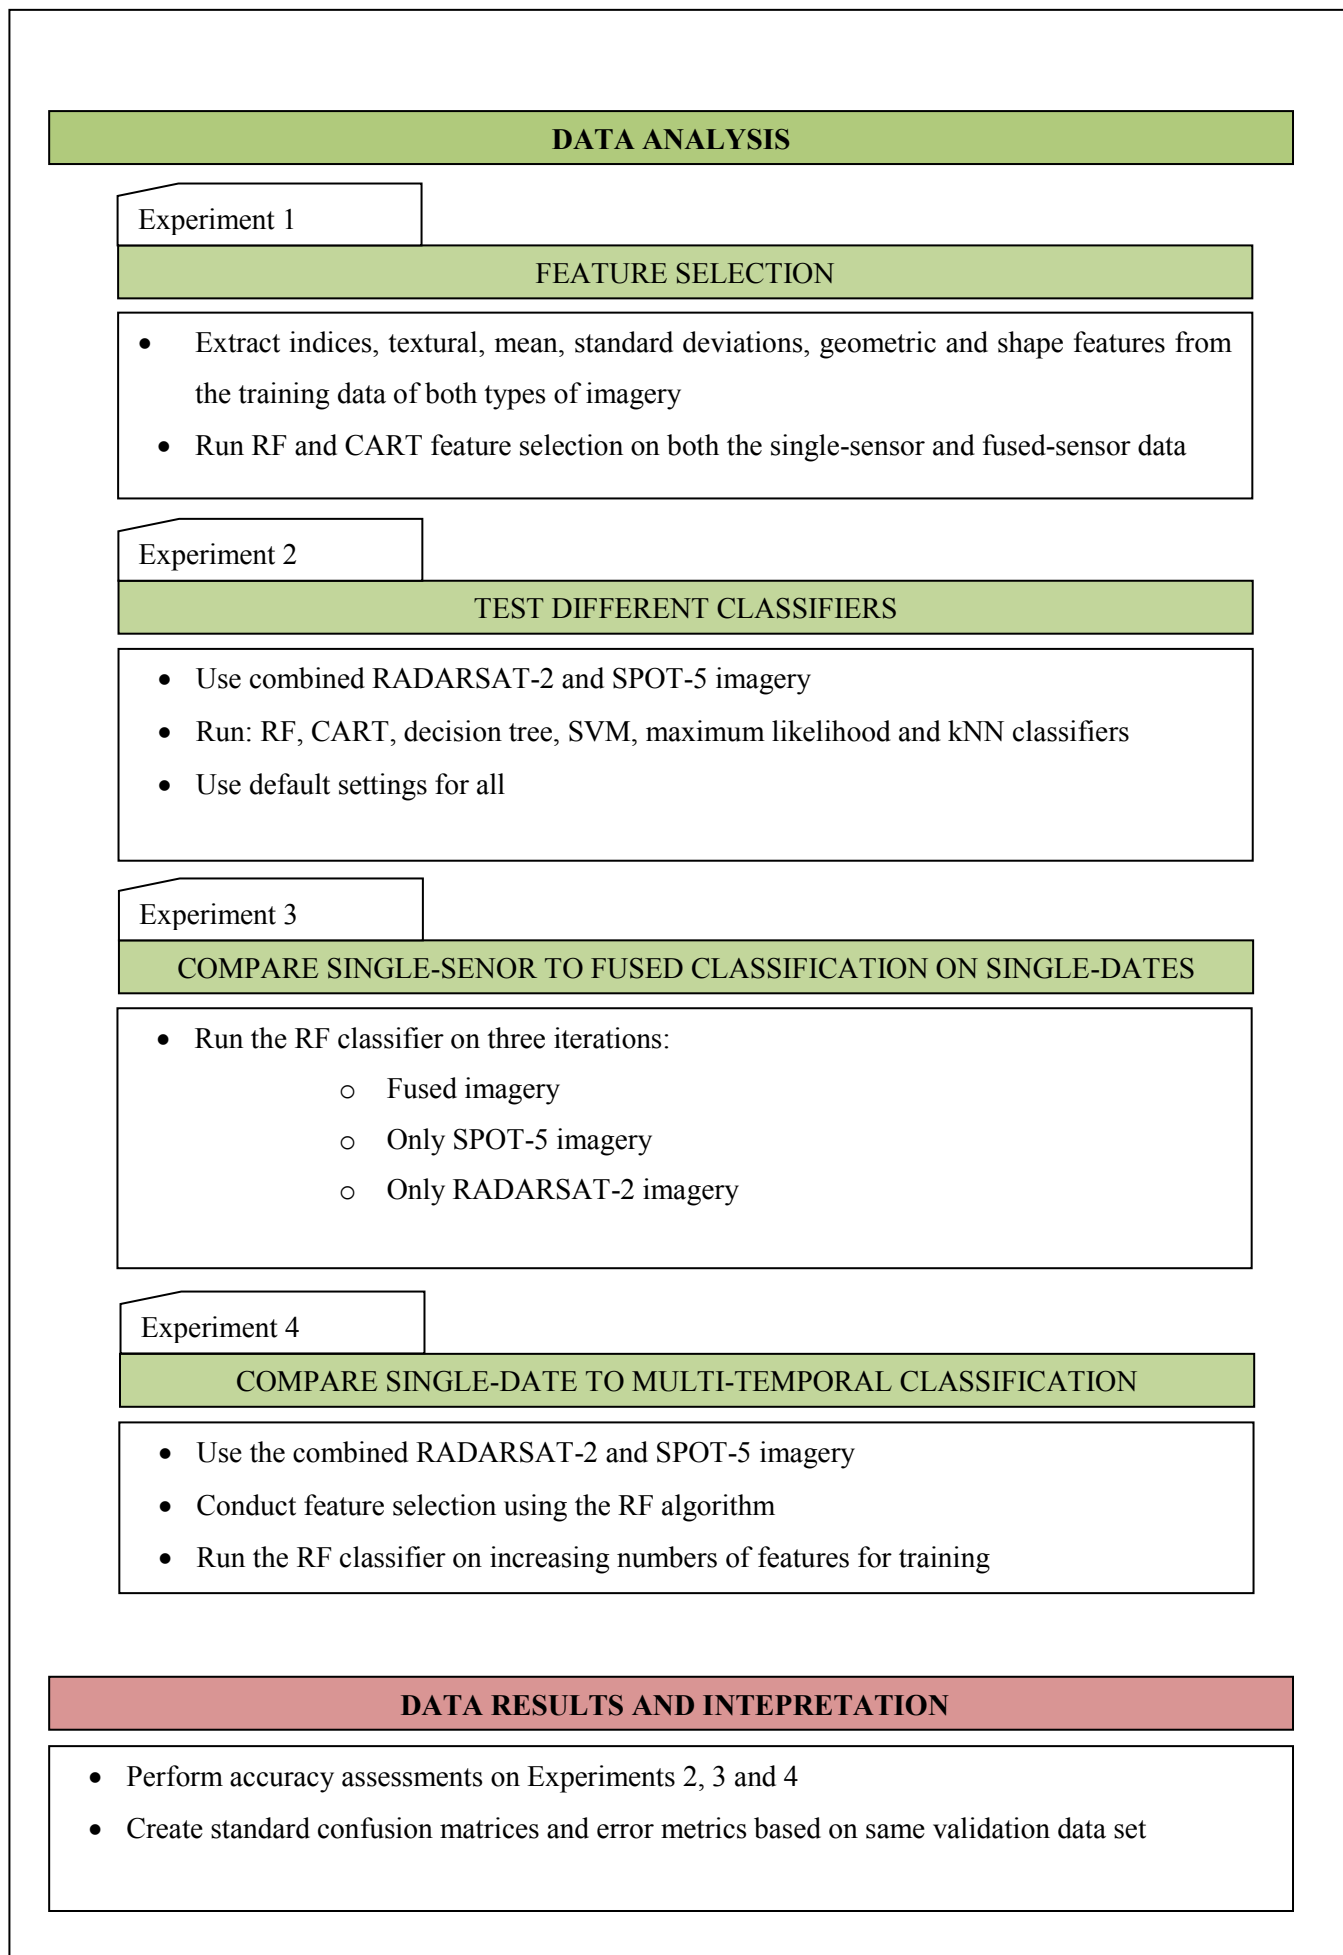 DATA ANALYSIS
Experiment 1
FEATURE SELECTION
• Extract indices, textural, mean, standard deviations, geometric and shape features from
the training data of both types of imagery
• Run RF and CART feature selection on both the single-sensor and fused-sensor data
Experiment 2
TEST DIFFERENT CLASSIFIERS
• Use combined RADARSAT-2 and SPOT-5 imagery
• Run: RF, CART, decision tree, SVM, maximum likelihood and kNN classifiers
• Use default settings for all
Experiment 3
COMPARE SINGLE-SENOR TO FUSED CLASSIFICATION ON SINGLE-DATES
• Run the RF classifier on three iterations:
o Fused imagery
o Only SPOT-5 imagery
o Only RADARSAT-2 imagery
Experiment 4
COMPARE SINGLE-DATE TO MULTI-TEMPORAL CLASSIFICATION
• Use the combined RADARSAT-2 and SPOT-5 imagery
• Conduct feature selection using the RF algorithm
• Run the RF classifier on increasing numbers of features for training
DATA RESULTS AND INTEPRETATION
• Perform accuracy assessments on Experiments 2, 3 and 4
• Create standard confusion matrices and error metrics based on same validation data set